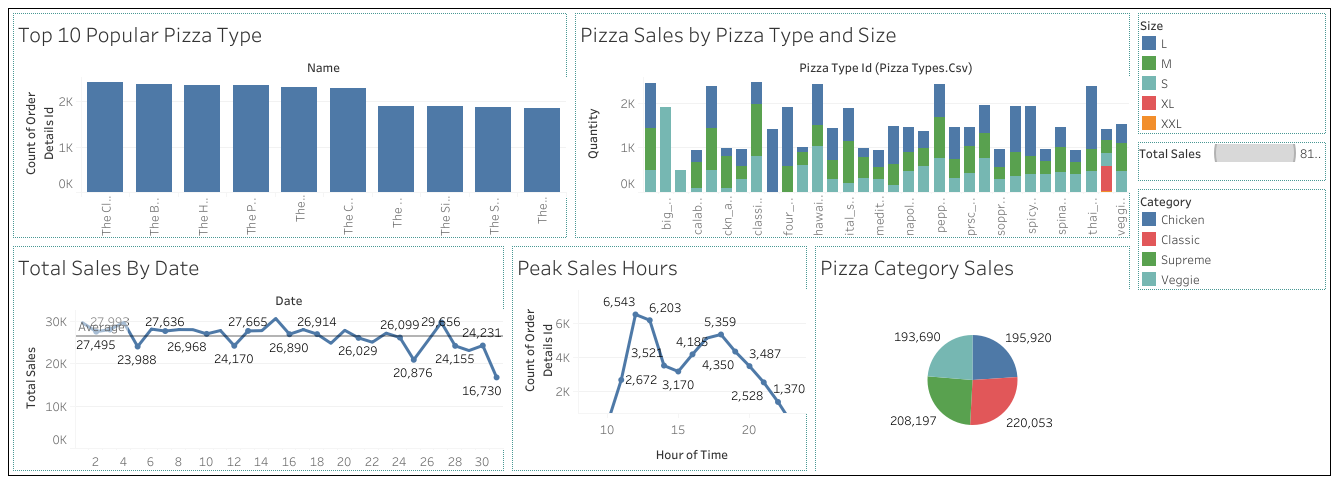 Top 10 Popular Pizza Type
Name
Count of Order
Details Id
2K
1K
0K
The Cl..
The B..
The H..
The P..
The..
The C..
The ..
The Si..
The S..
The..
Pizza Sales by Pizza Type and Size
Pizza Type Id (Pizza Types.Csv)
Quantity
2K
1K
0K
big_..
calab..
ckn_a..
classi..
four_..
hawai..
ital_s..
medit..
napol..
pepp..
prsc_..
soppr..
spicy..
spina..
thai_..
veggi..
Size
L
M
S
XL
XXL
Total Sales
81..
Category
Chicken
Classic
Supreme
Veggie
Total Sales By Date
Date
Total Sales
30K
20K
10K
0K
Average
27,993
27,495
23,988
27,636
26,968
24,170
27,665
26,890
26,914
26,029
26,099
20,876
29,656
24,155
24,231
16,730
2 4 6 8 10 12 14 16 18 20 22 24 26 28 30
Peak Sales Hours
Count of Order
Details Id
6K
4K
2K
6,543
6,203
2,672
3,521
3,170
4,185
5,359
4,350
3,487
2,528
1,370
10 15 20
Hour of Time
Pizza Category Sales
193,690
195,920
208,197
220,053